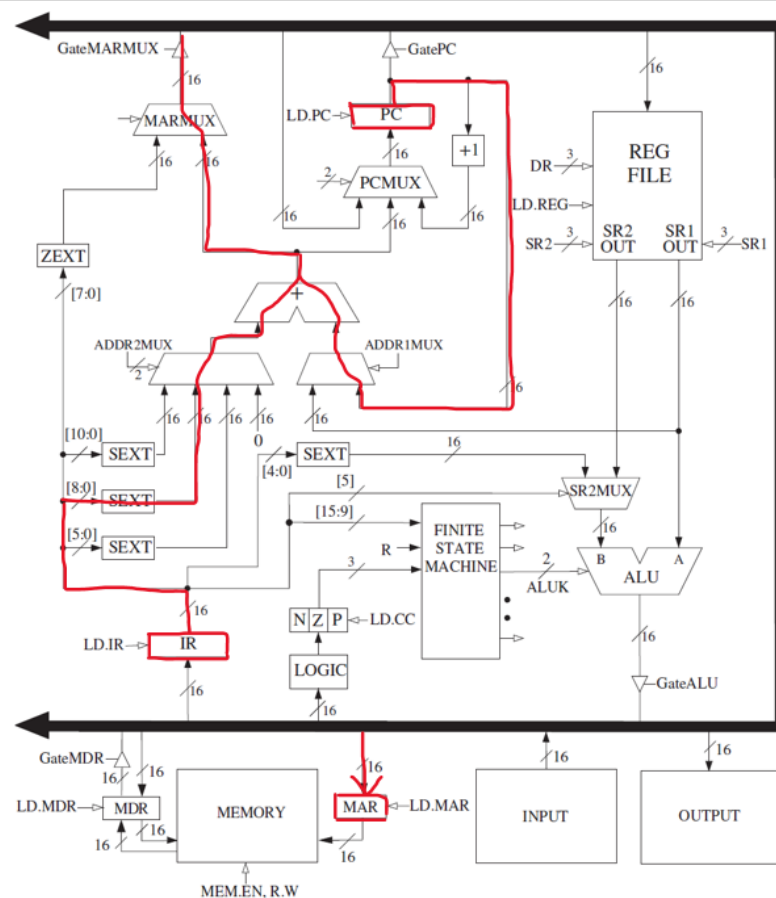 GateMARMUX
GatePC
16
16
16
LD.PC
PC
MARMUX
REG
FILE
16
16
16
+1
DR
3
2
PCMUX
LD.REG
16
16
16
SR2
3
SR2
OUT
SR1
OUT
3
SR1
ZEXT
[7:0]
+
16
16
ADDR2MUX
2
ADDR1MUX
16
16
16
16
16
16
0
[10:0]
SEXT
[4:0]
SEXT
16
[8:0]
SEXT
[5]
SR2MUX
[15:9]
16
[5:0]
SEXT
FINITE
STATE
MACHINE
R
B
A
3
2
ALUK
ALU
16
N Z P
LD.CC
LD.IR
IR
16
LOGIC
16
16
GateALU
GateMDR
16
16
16
16
16
LD.MDR
MDR
MEMORY
MAR
LD.MAR
INPUT
OUTPUT
16
16
16
MEM.EN, R.W